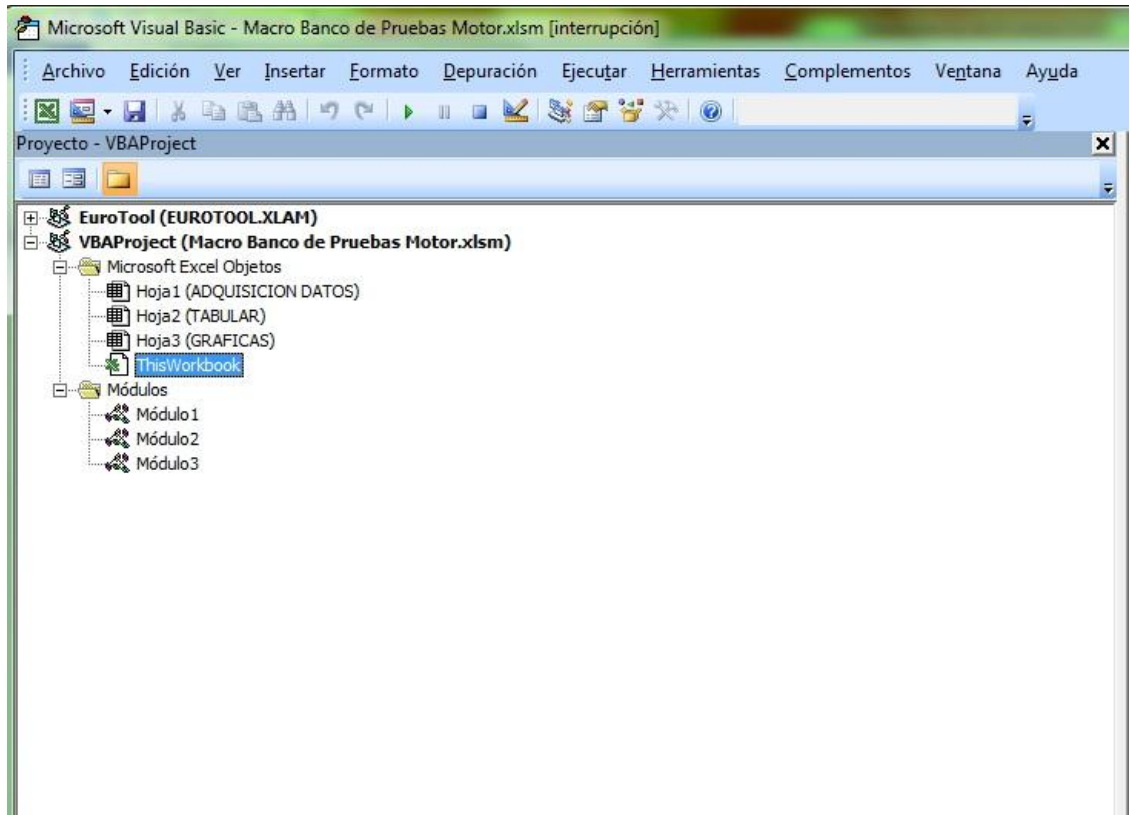 Microsoft Visual Basic - Macro Banco de Pruebas Motor.xlsm [interrupción]
Archivo Edición Ver Insertar Formato Depuración Ejecutar Herramientas Complementos Ventana Ayuda
Proyecto - VBAProject
EuroTool (EUROTOOL.XLAM)
VBAProject (Macro Banco de Pruebas Motor.xlsm)
Microsoft Excel Objetos
Hoja1 (ADQUISICION DATOS)
Hoja2 (TABULAR)
Hoja3 (GRAFICAS)
ThisWorkbook
Módulos
Módulo1
Módulo2
Módulo3